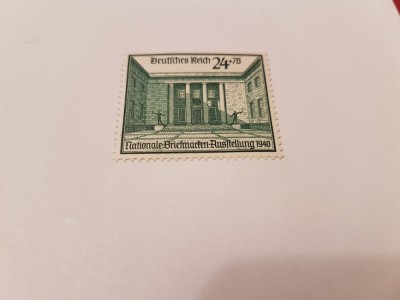 Deutsches Reich 24+76
Nationale Briefmarken-Ausstellung 1940